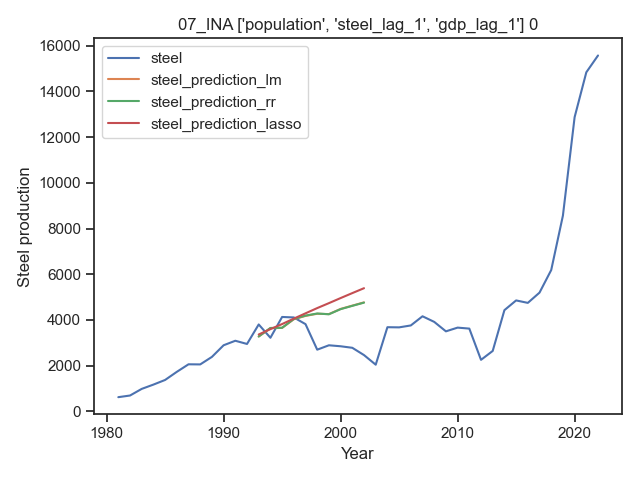 07_INA ['population', 'steel_lag_1', 'gdp_lag_1'] 0
16000
14000
12000
10000
8000
6000
4000
2000
0
Steel production
steel
steel_prediction_lm
steel_prediction_rr
steel_prediction_lasso
1980
1990
2000
2010
2020
Year